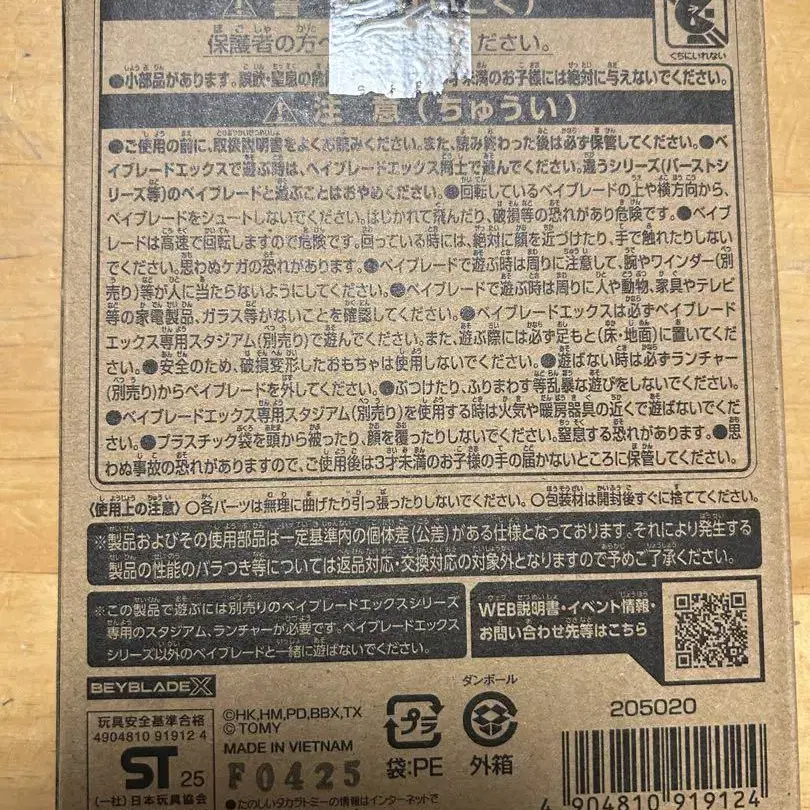 保護者の方へ ください。
くちにいれない
●小部品があります。誤飲・窒息の危険 未満のお子様には絶対に与えないでください。
注意(ちゅうい)
●ご使用の前に、取扱説明書をよくお読みください。また、読み終わった後は必ず保管してください。●ベ
イブレードエックスで遊ぶ時は、ベイブレードエックス同士で遊んでください。違うシリーズ(バーストシ
リーズ等)のベイブレードと遊ぶことはおやめください。●回転しているベイブレードの上や横方向から、
ベイブレードをシュートしないでください。はじかれて飛んだり、破損等の恐れがあり危険です。●ベイブ
レードは高速で回転しますので危険です。回っている時には、絶対に顔を近づけたり、手で触れたりしない
でください。思わぬケガの恐れがあります。●ベイブレードで遊ぶ時は周りに注意して、腕やワインダー(別
売り)等が人に当たらないようにしてください。●ベイブレードで遊ぶ時は周りに人や動物、家具やテレビ
等の家電製品、ガラス等がないことを確認してください。●ベイブレードエックスは必ずベイブレード
エックス専用スタジアム(別売り)で遊んでください。また、遊ぶ際には必ず足もと(床・地面)に置いてくだ
さい。●安全のため、破損変形したおもちゃは使用しないでください。●遊ばない時は必ずランチャー
(別売り)からベイブレードを外してください。●ぶつけたり、ふりまわす等乱暴な遊びをしないでください。
●ベイブレードエックス専用スタジアム(別売り)を使用する時は火気や暖房器具の近くで遊ばないでくだ
さい。●プラスチック袋を頭から被ったり、顔を覆ったりしないでください。窒息する恐れがあります。●思
わぬ事故の恐れがありますので、ご使用後は3才未満のお子様の手の届かないところに保管してください。
〈使用上の注意〉○各パーツは無理に曲げたり引っ張ったりしないでください。○包装材は開封後すぐに捨ててください。
※製品およびその使用部品は一定基準内の個体差(公差)がある仕様となっております。それにより発生する
製品の性能のバラつき等については返品対応・交換対応の対象外となりますので予めご了承ください。
※この製品で遊ぶには別売りのベイブレードエックスシリーズ
専用のスタジアム、ランチャーが必要です。ベイブレードエックス
シリーズ以外のベイブレードと一緒に遊ばないでください。
WEB説明書・イベント情報・
お問い合わせ先等はこちら
BEYBLADE X
玩具安全基準合格
4904810 91912 4
ST 25
(一社)日本玩具協会
©HK,HM,PD,BBX,TX
© TOMY
MADE IN VIETNAM
F0425
●たのしいタカラトミーの情報はインターネットで
プラ
袋:PE
ダンボール
外箱
205020
4 904810 919124